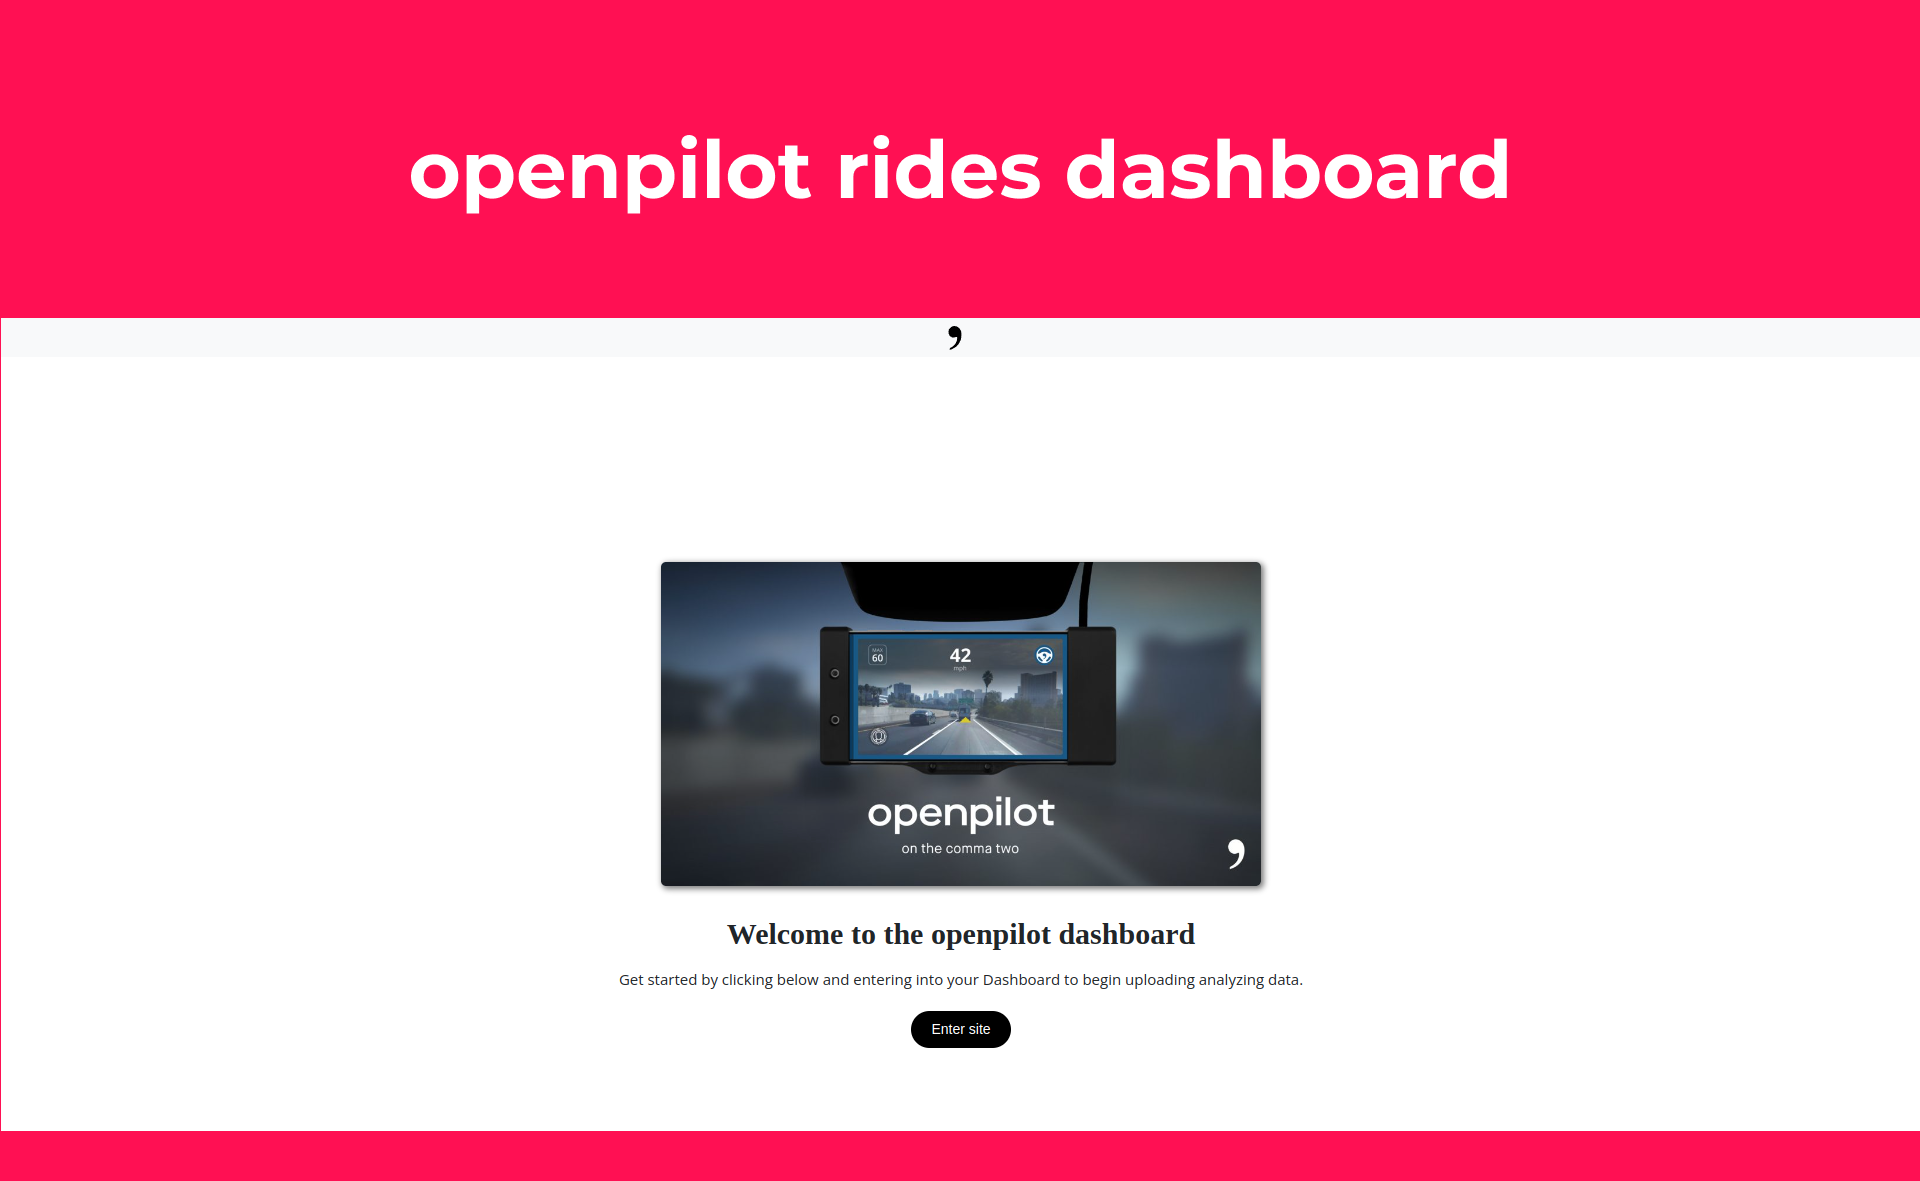 openpilot rides dashboard
MAX
60
42
mph
openpilot
on the comma two
Welcome to the openpilot dashboard
Get started by clicking below and entering into your Dashboard to begin uploading analyzing data.
Enter site